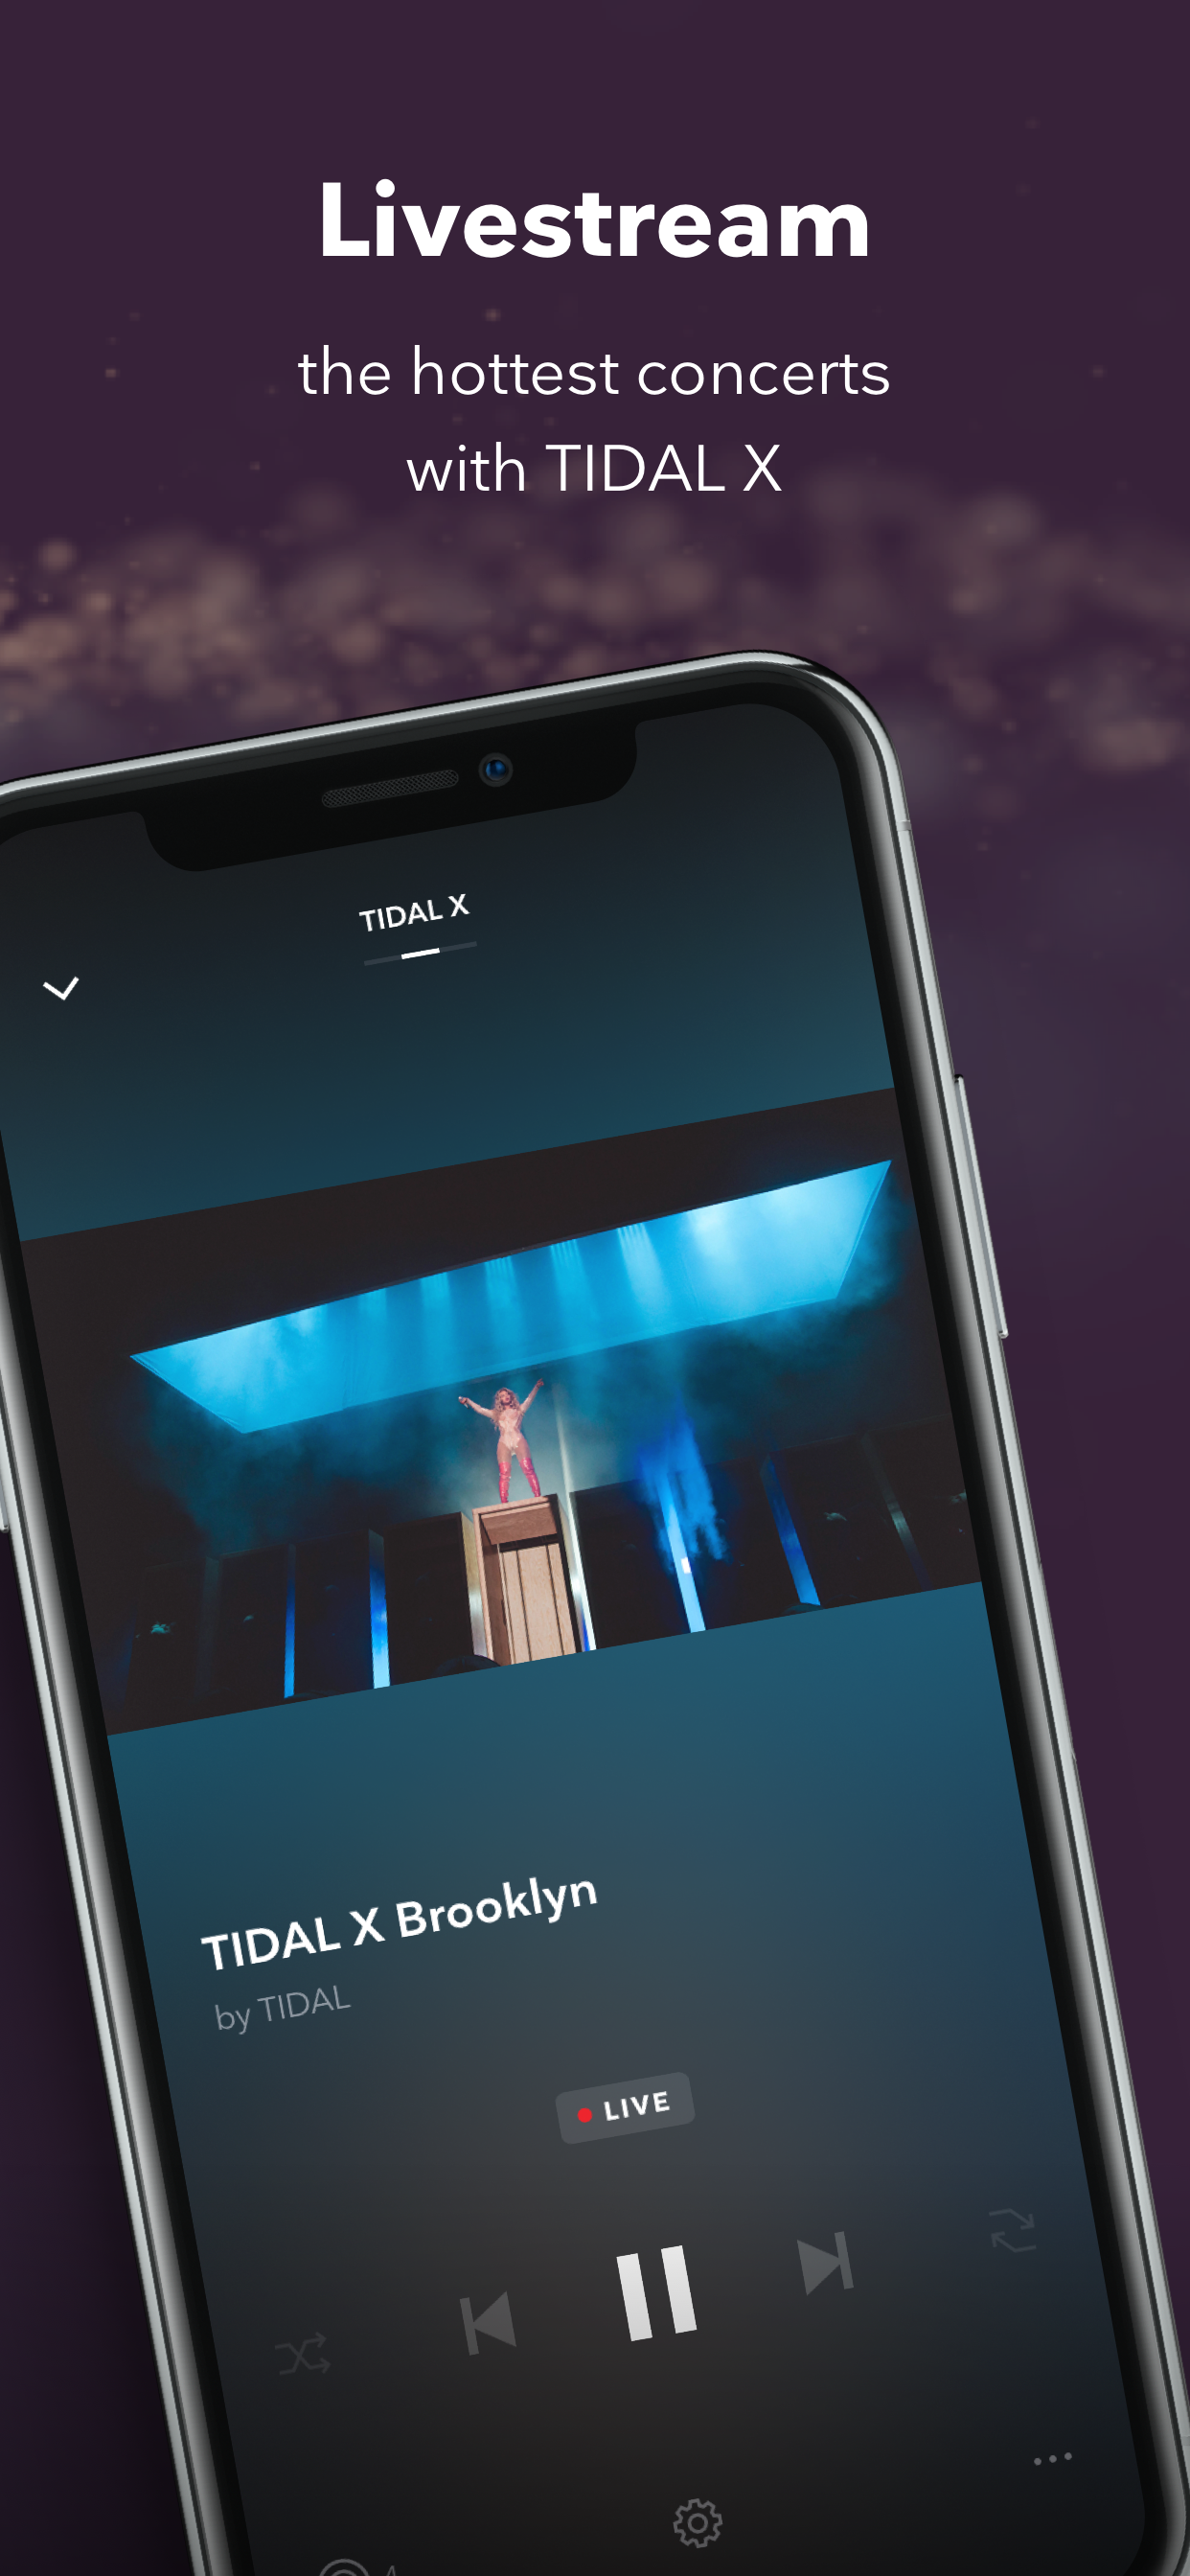 Livestream
the hottest concerts
with TIDAL X
TIDAL X
TIDAL X Brooklyn
by TIDAL
LIVE